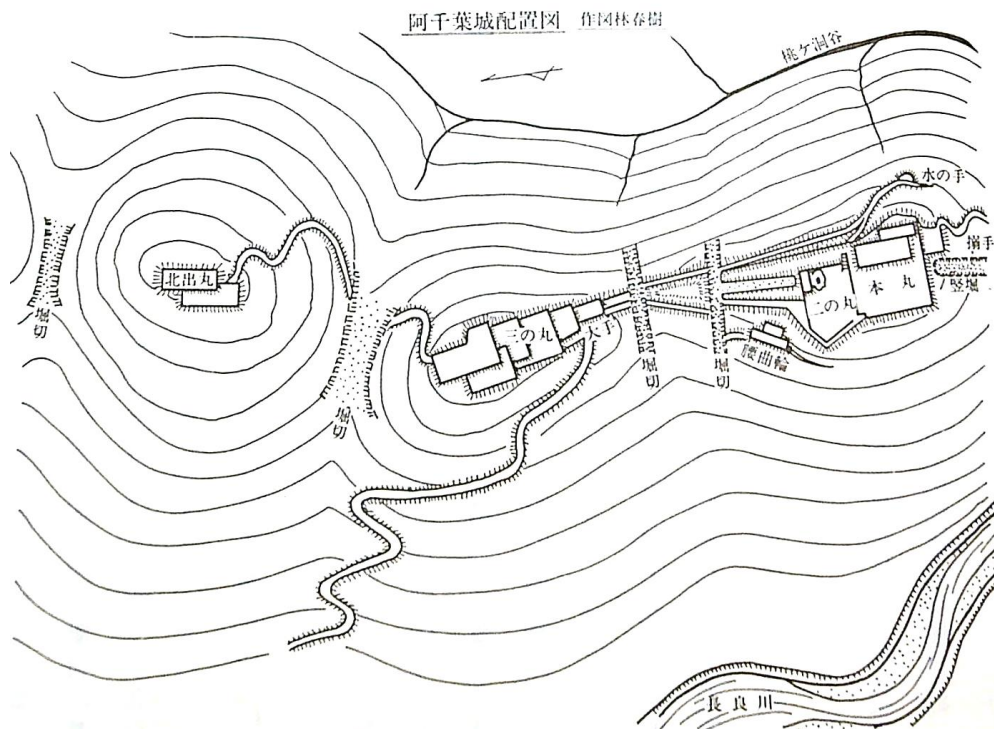 阿千葉城配置図 作図林春樹
桃ケ洞谷
水の手
搦手
竪堀
本丸
二の丸
腰曲輪
堀切
堀切
大手
三の丸
堀切
北出丸
堀切
長良川